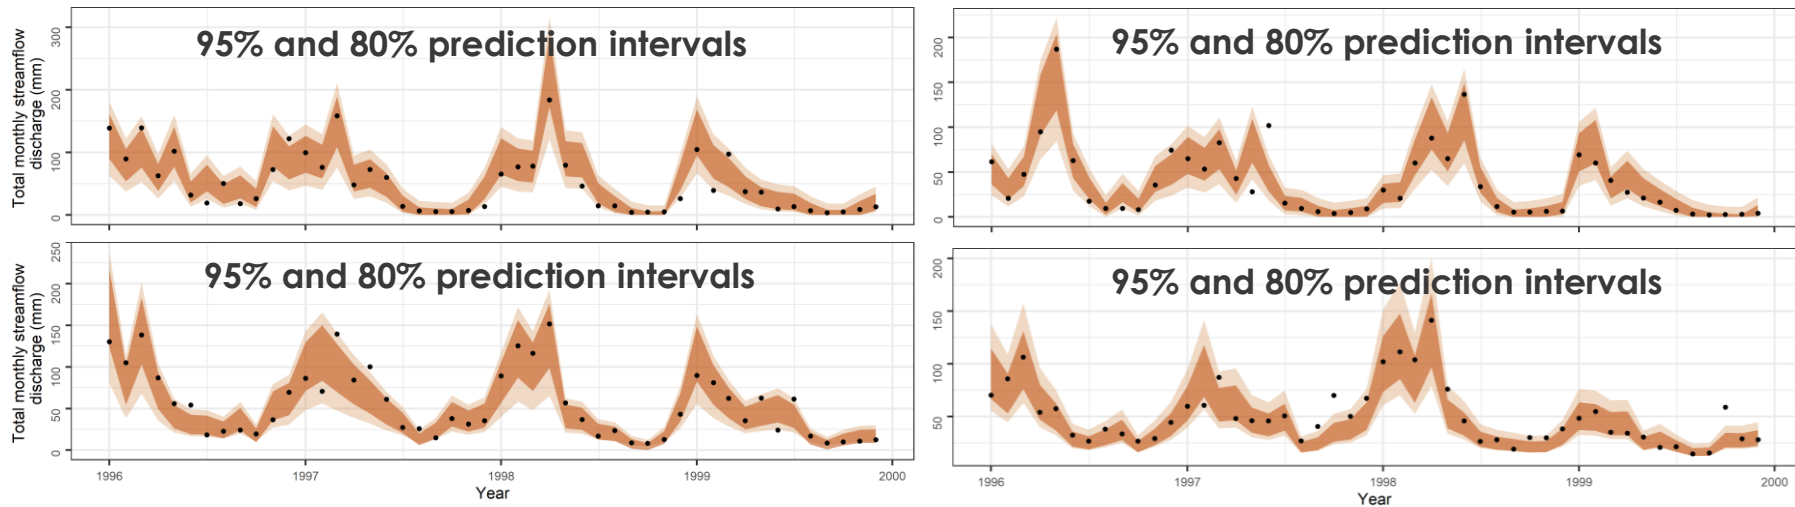 95% and 80% prediction intervals
Total monthly streamflow
discharge (mm)
300
200
100
0
95% and 80% prediction intervals
200
150
100
50
0
95% and 80% prediction intervals
Total monthly streamflow
discharge (mm)
250
200
150
100
50
0
1996
1997
1998
1999
2000
Year
95% and 80% prediction intervals
200
150
100
50
1996
1997
1998
1999
2000
Year